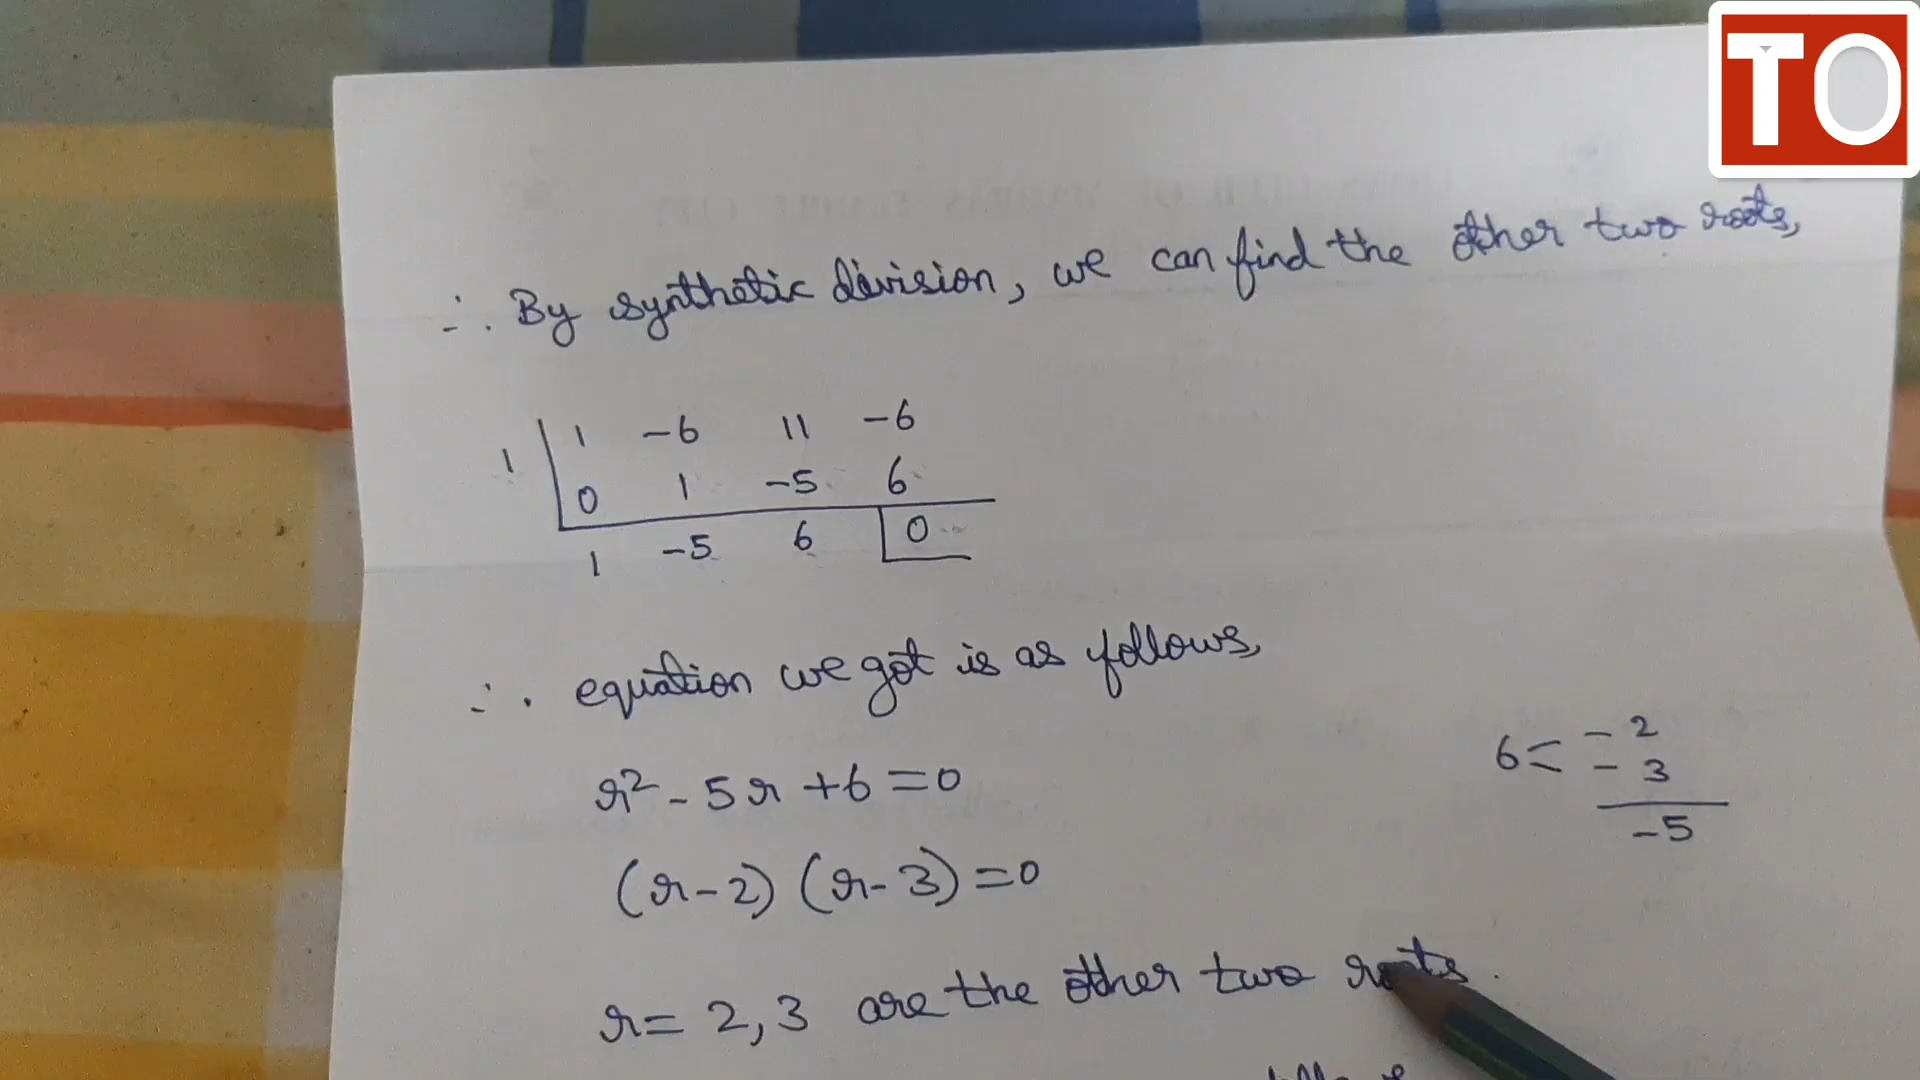 TO
∴ By synthetic division, we can find the other two roots,
1 | 1 -6 11 -6
0 1 -5 6
1 -5 6 0
∴ equation we got is as follows,
r² - 5r + 6 = 0
6 < -2
-3
-5
(r-2) (r-3) = 0
r = 2, 3 are the other two roots.